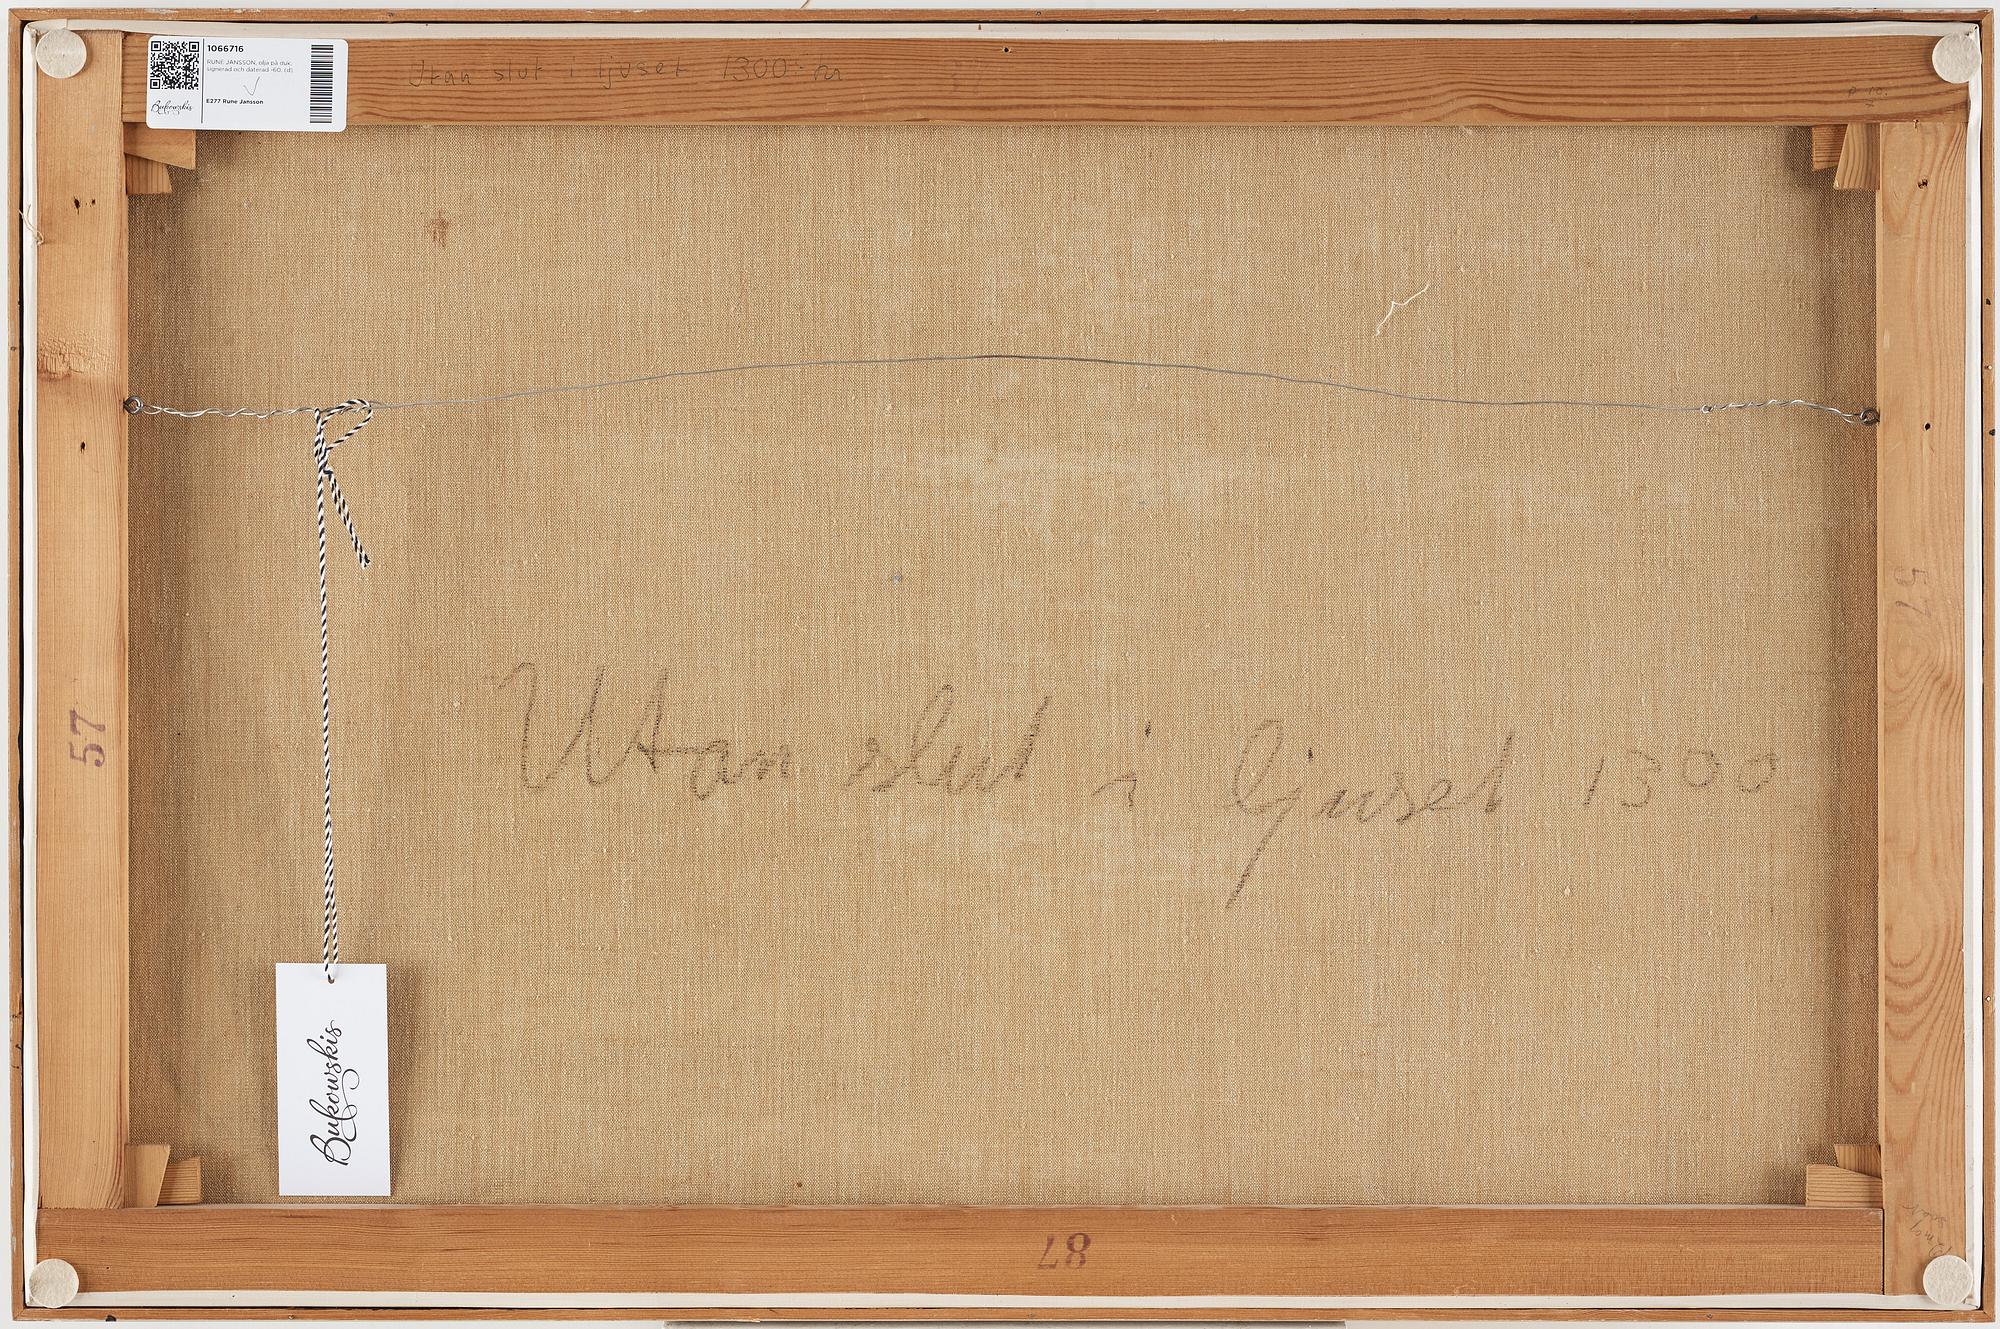 1066716
RUNE JANSSON, olja på duk,
signerad och daterad -60. (d)
E277 Rune Jansson
Bukowskis
Utan slut i ljuset 1300:-
57
57
Utan slut i ljuset 1300
Bukowskis
87